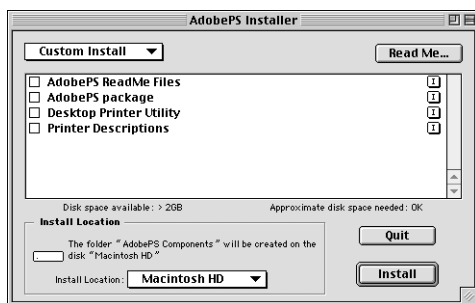 AdobePS Installer
Custom Install
Read Me...
AdobePS ReadMe Files
AdobePS package
Desktop Printer Utility
Printer Descriptions
Disk space available: > 2GB Approximate disk space needed: 0K
Install Location
The folder "AdobePS Components" will be created on the
disk "Macintosh HD"
Install Location: Macintosh HD
Quit
Install